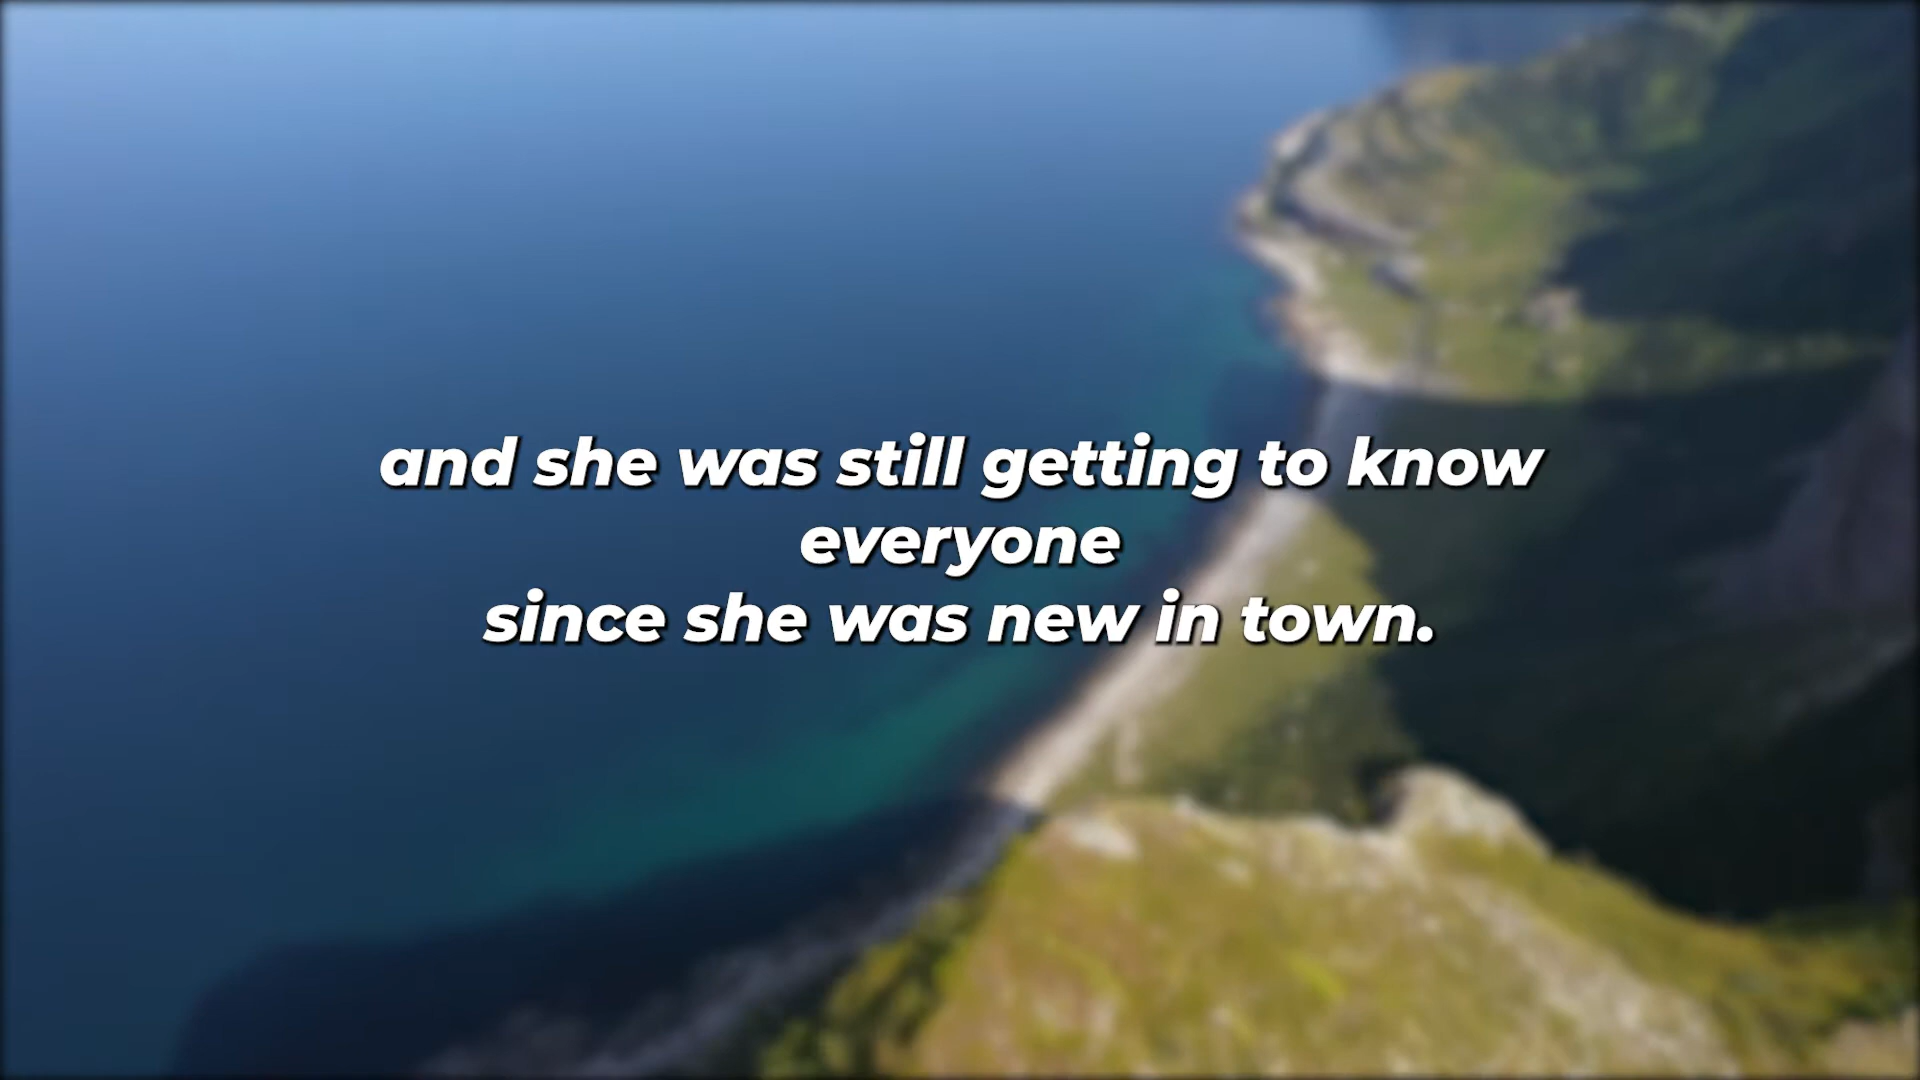 and she was still getting to know
everyone
since she was new in town.